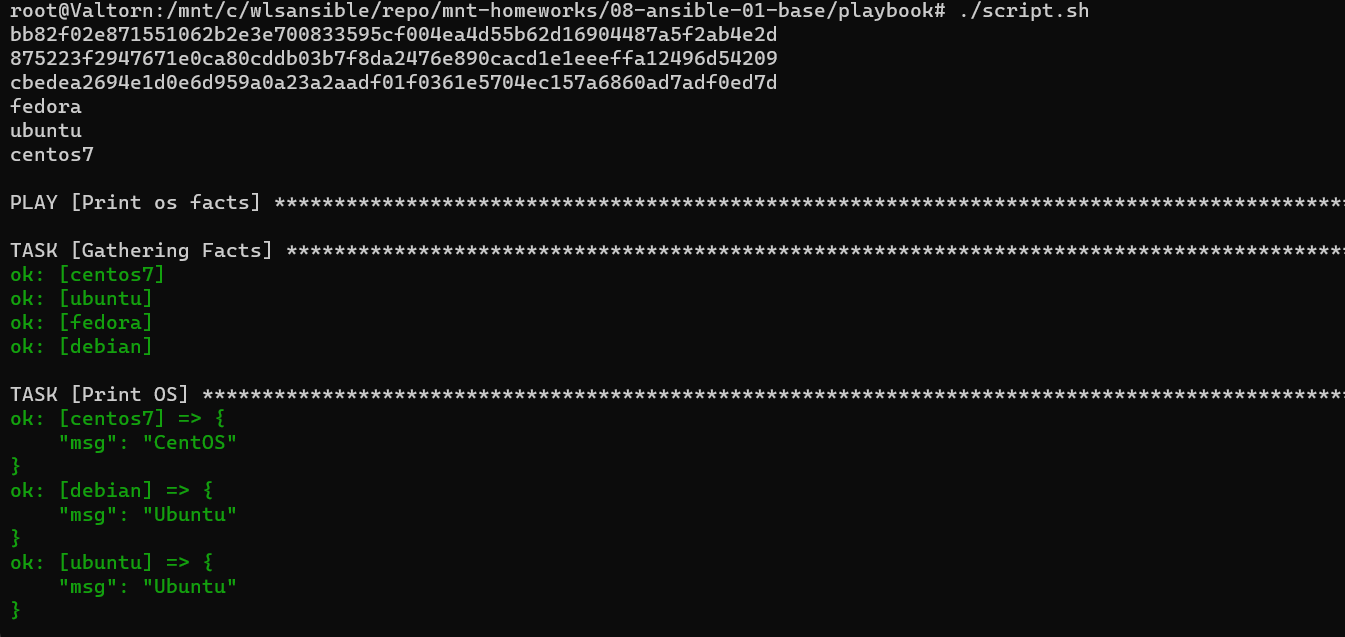 root@Valtorn:/mnt/c/wlsansible/repo/mnt-homeworks/08-ansible-01-base/playbook# ./script.sh
bb82f02e871551062b2e3e700833595cf004ea4d55b62d16904487a5f2ab4e2d
875223f2947671e0ca80cddb03b7f8da2476e890cacd1e1eeeffa12496d54209
cbedea2694e1d0e6d959a0a23a2aadf01f0361e5704ec157a6860ad7adf0ed7d
fedora
ubuntu
centos7

PLAY [Print os facts] *****************************************************************************************

TASK [Gathering Facts] ****************************************************************************************
ok: [centos7]
ok: [ubuntu]
ok: [fedora]
ok: [debian]

TASK [Print OS] ***********************************************************************************************
ok: [centos7] => {
    "msg": "CentOS"
}
ok: [debian] => {
    "msg": "Ubuntu"
}
ok: [ubuntu] => {
    "msg": "Ubuntu"
}